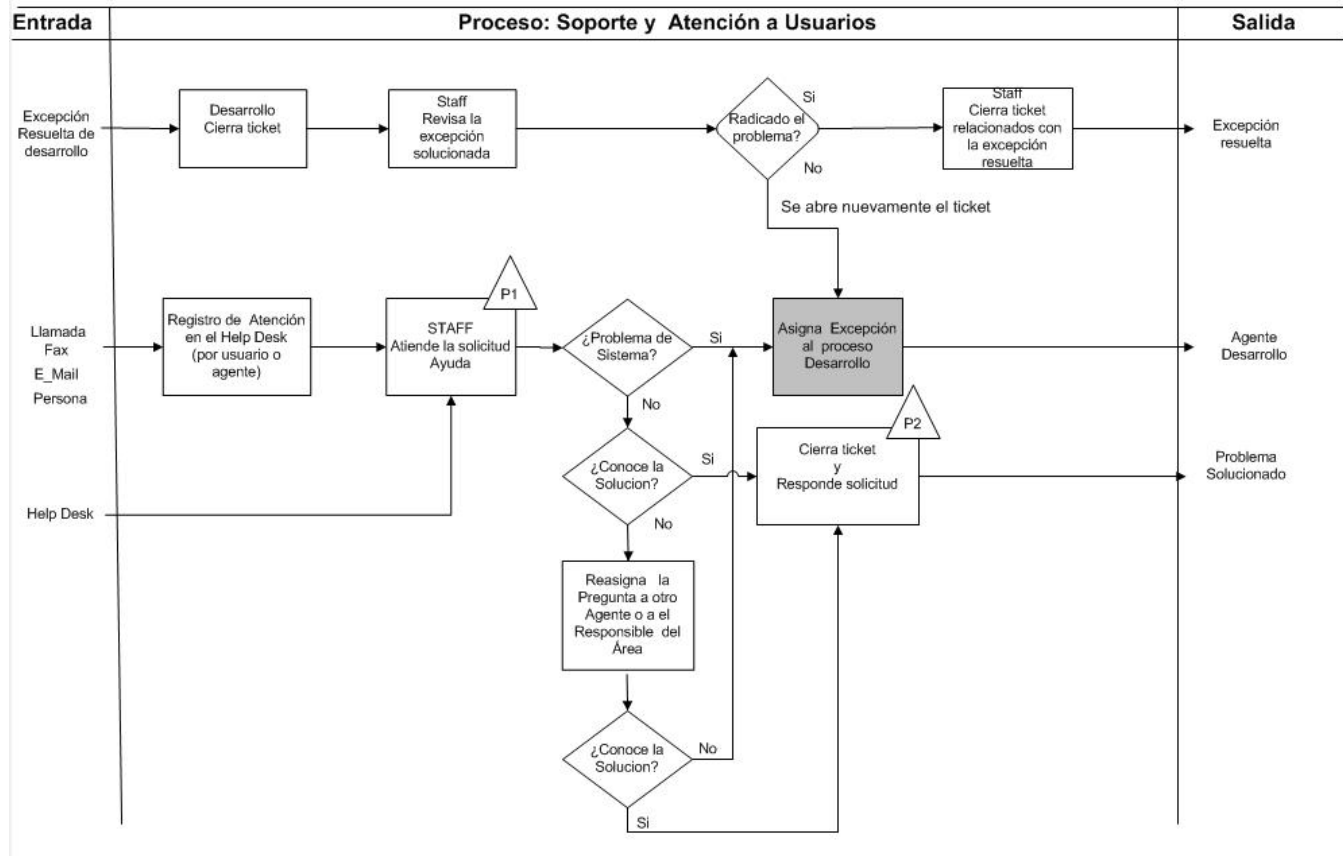 Entrada
Proceso: Soporte y Atención a Usuarios
Salida
Excepción
Resuelta de
desarrollo
Desarrollo
Cierra ticket
Staff
Revisa la
excepción
solucionada
Radicado el
problema?
Si
No
Staff
Cierra ticket
relacionados con
la excepción
resuelta
Excepción
resuelta
Se abre nuevamente el ticket
Llamada
Fax
E_Mail
Persona
Registro de Atención
en el Help Desk
(por usuario o
agente)
P1
STAFF
Atiende la solicitud
Ayuda
¿Problema de
Sistema?
Si
No
Asigna Excepción
al proceso
Desarrollo
Agente
Desarrollo
P2
¿Conoce la
Solucion?
Si
No
Cierra ticket
y
Responde solicitud
Problema
Solucionado
Help Desk
Reasigna la
Pregunta a otro
Agente o a el
Responsible del
Área
¿Conoce la
Solucion?
No
Si